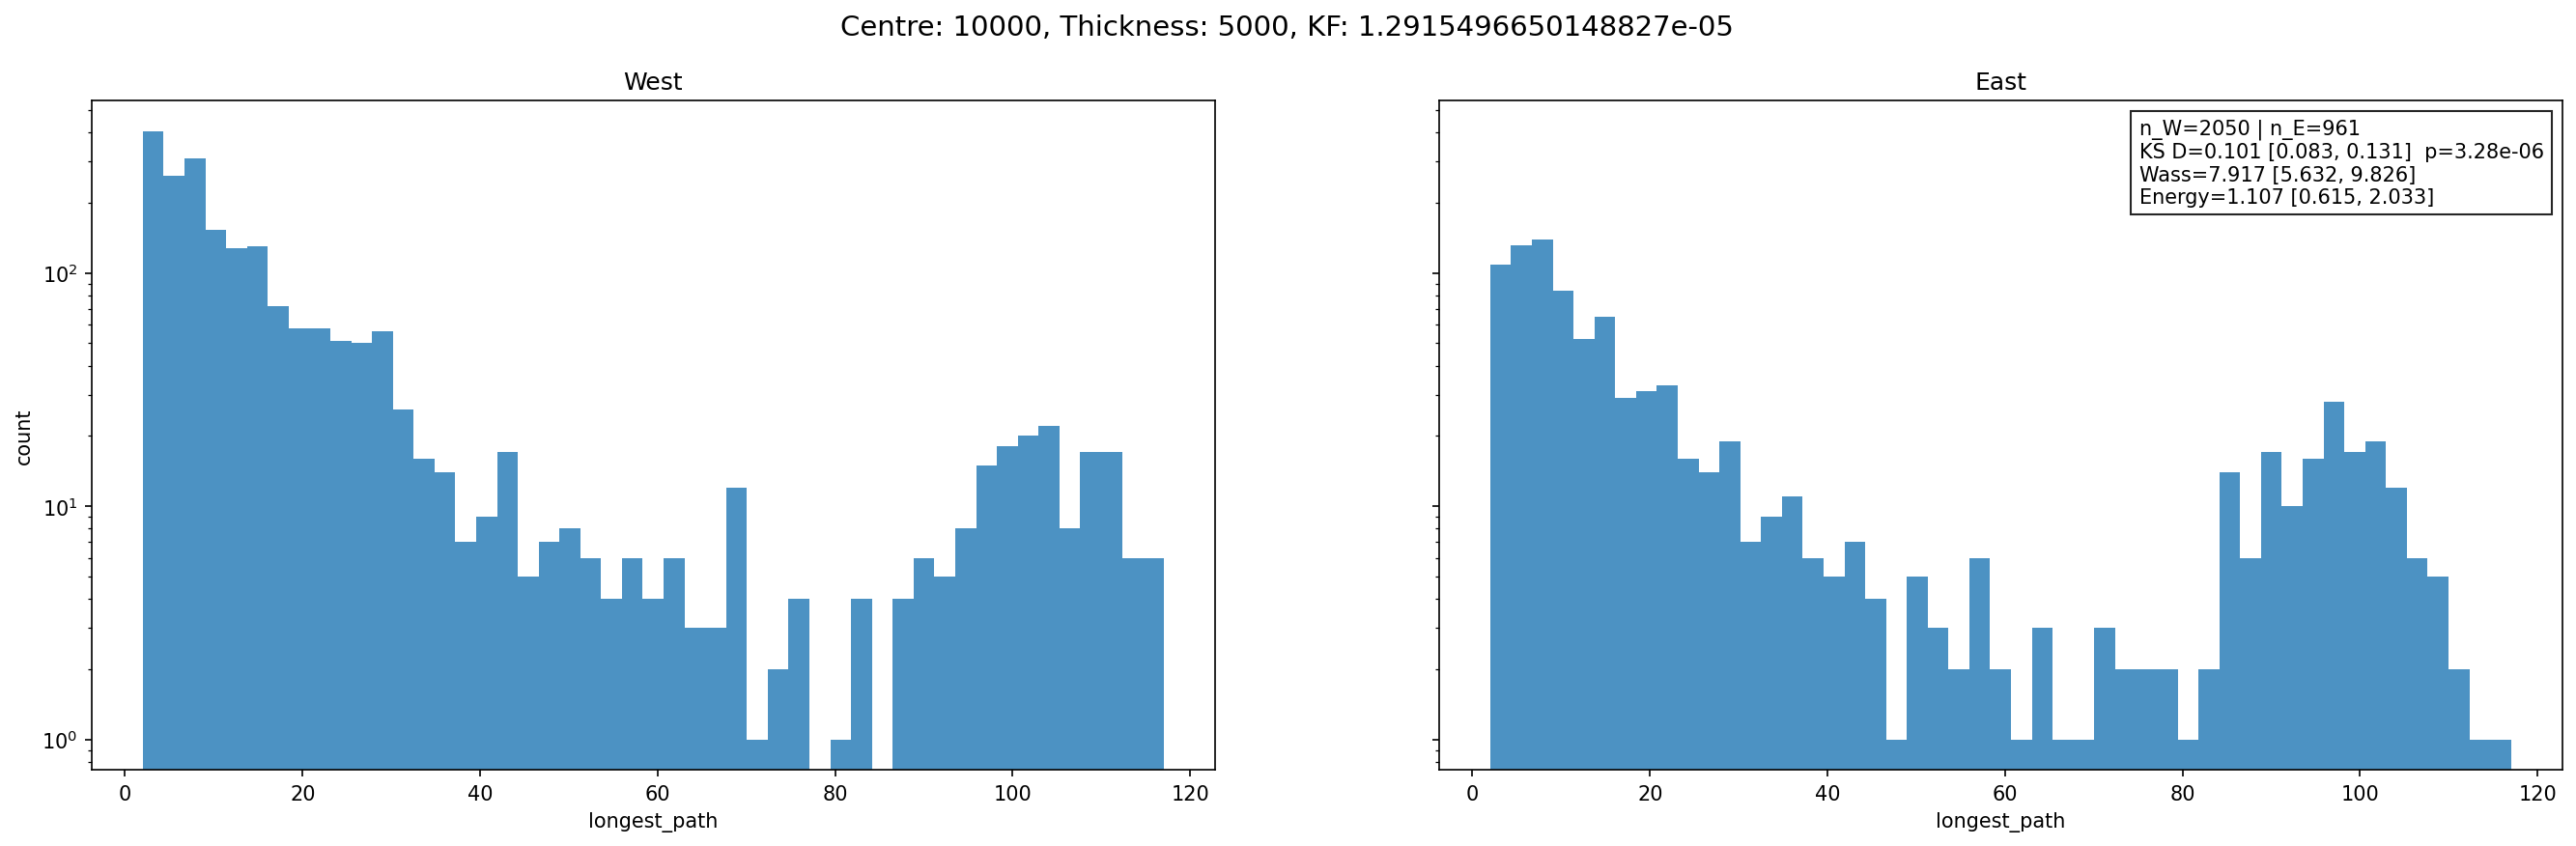 Centre: 10000, Thickness: 5000, KF: 1.2915496650148827e-05
West
count
10²
10¹
10⁰
0 20 40 60 80 100 120
longest_path
East
n_W=2050 | n_E=961
KS D=0.101 [0.083, 0.131] p=3.28e-06
Wass=7.917 [5.632, 9.826]
Energy=1.107 [0.615, 2.033]
0 20 40 60 80 100 120
longest_path